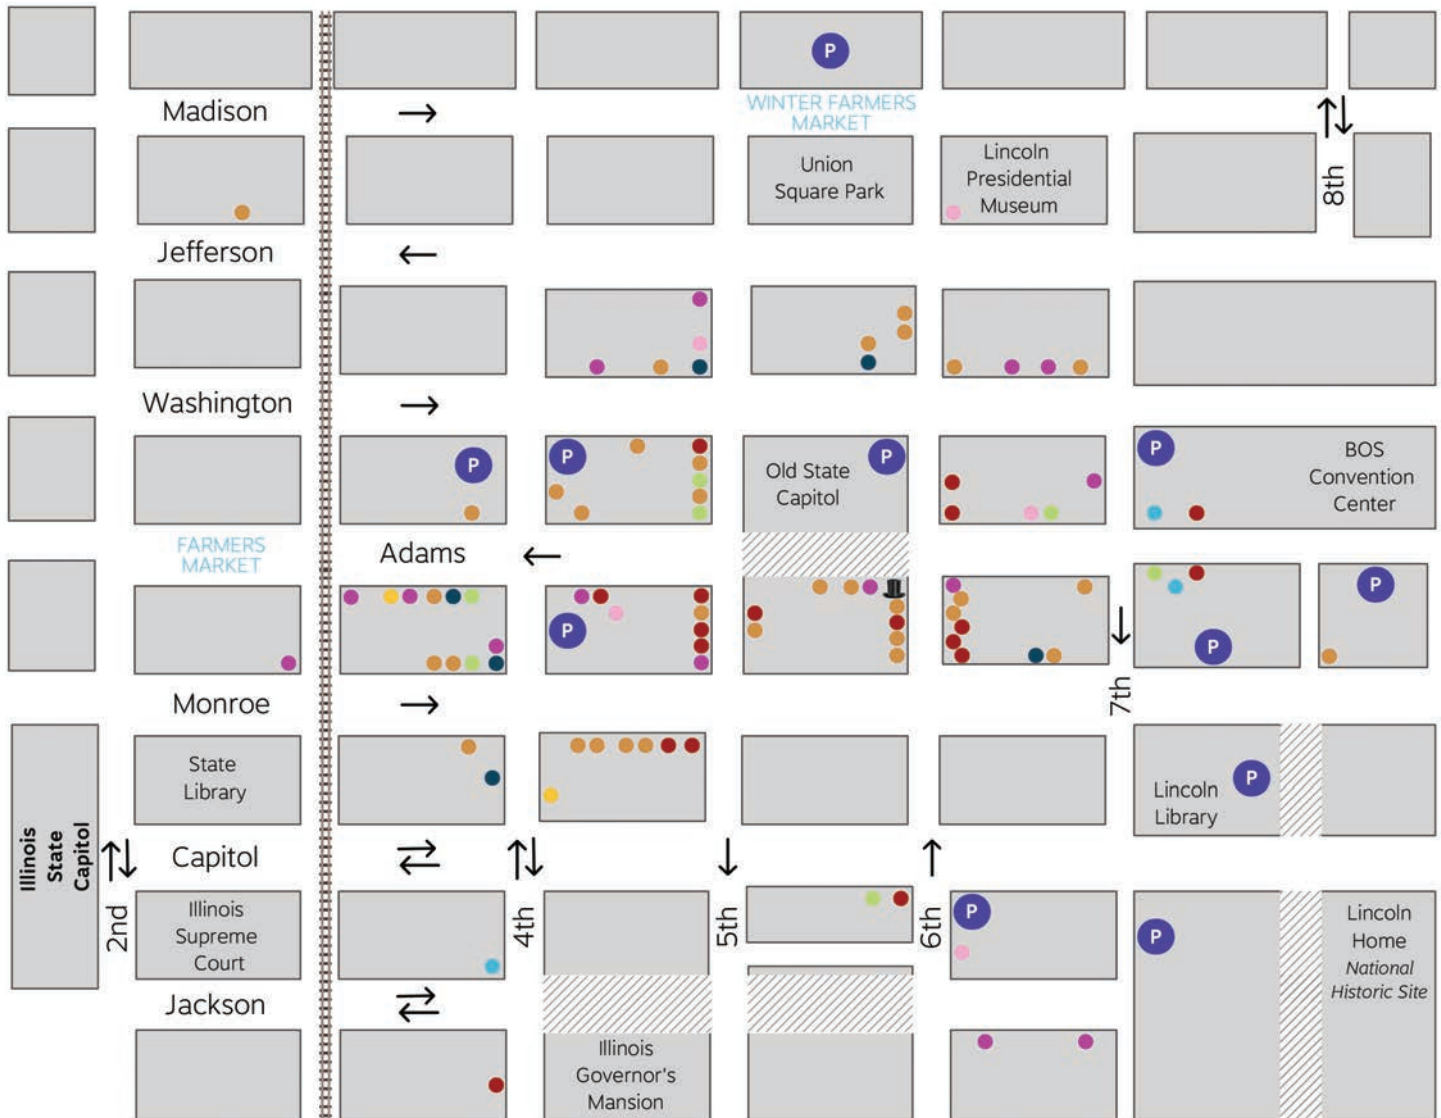 P
Madison
WINTER FARMERS
MARKET
Union
Square Park
Lincoln
Presidential
Museum
8th
Jefferson
Washington
P
P
Old State
Capitol
P
P
BOS
Convention
Center
FARMERS
MARKET
Adams
P
P
P
7th
Monroe
State
Library
Lincoln
Library
P
Illinois
State
Capitol
Capitol
2nd
4th
5th
6th
Illinois
Supreme
Court
P
P
Lincoln
Home
National
Historic Site
Jackson
Illinois
Governor's
Mansion